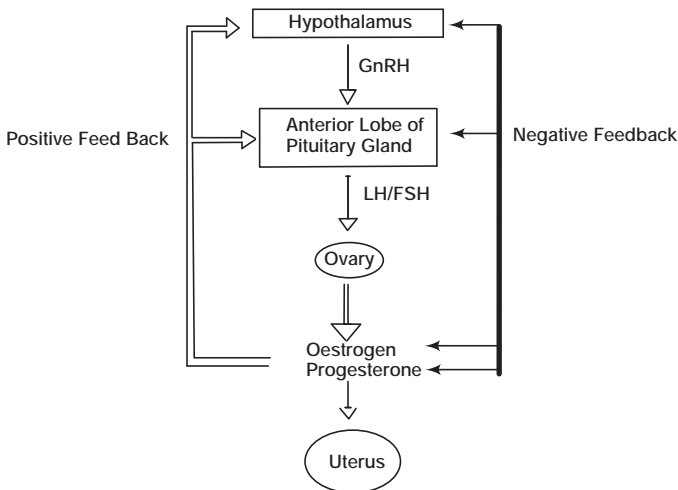 Hypothalamus
GnRH
Anterior Lobe of
Pituitary Gland
Positive Feed Back
Negative Feedback
LH/FSH
Ovary
Oestrogen
Progesterone
Uterus